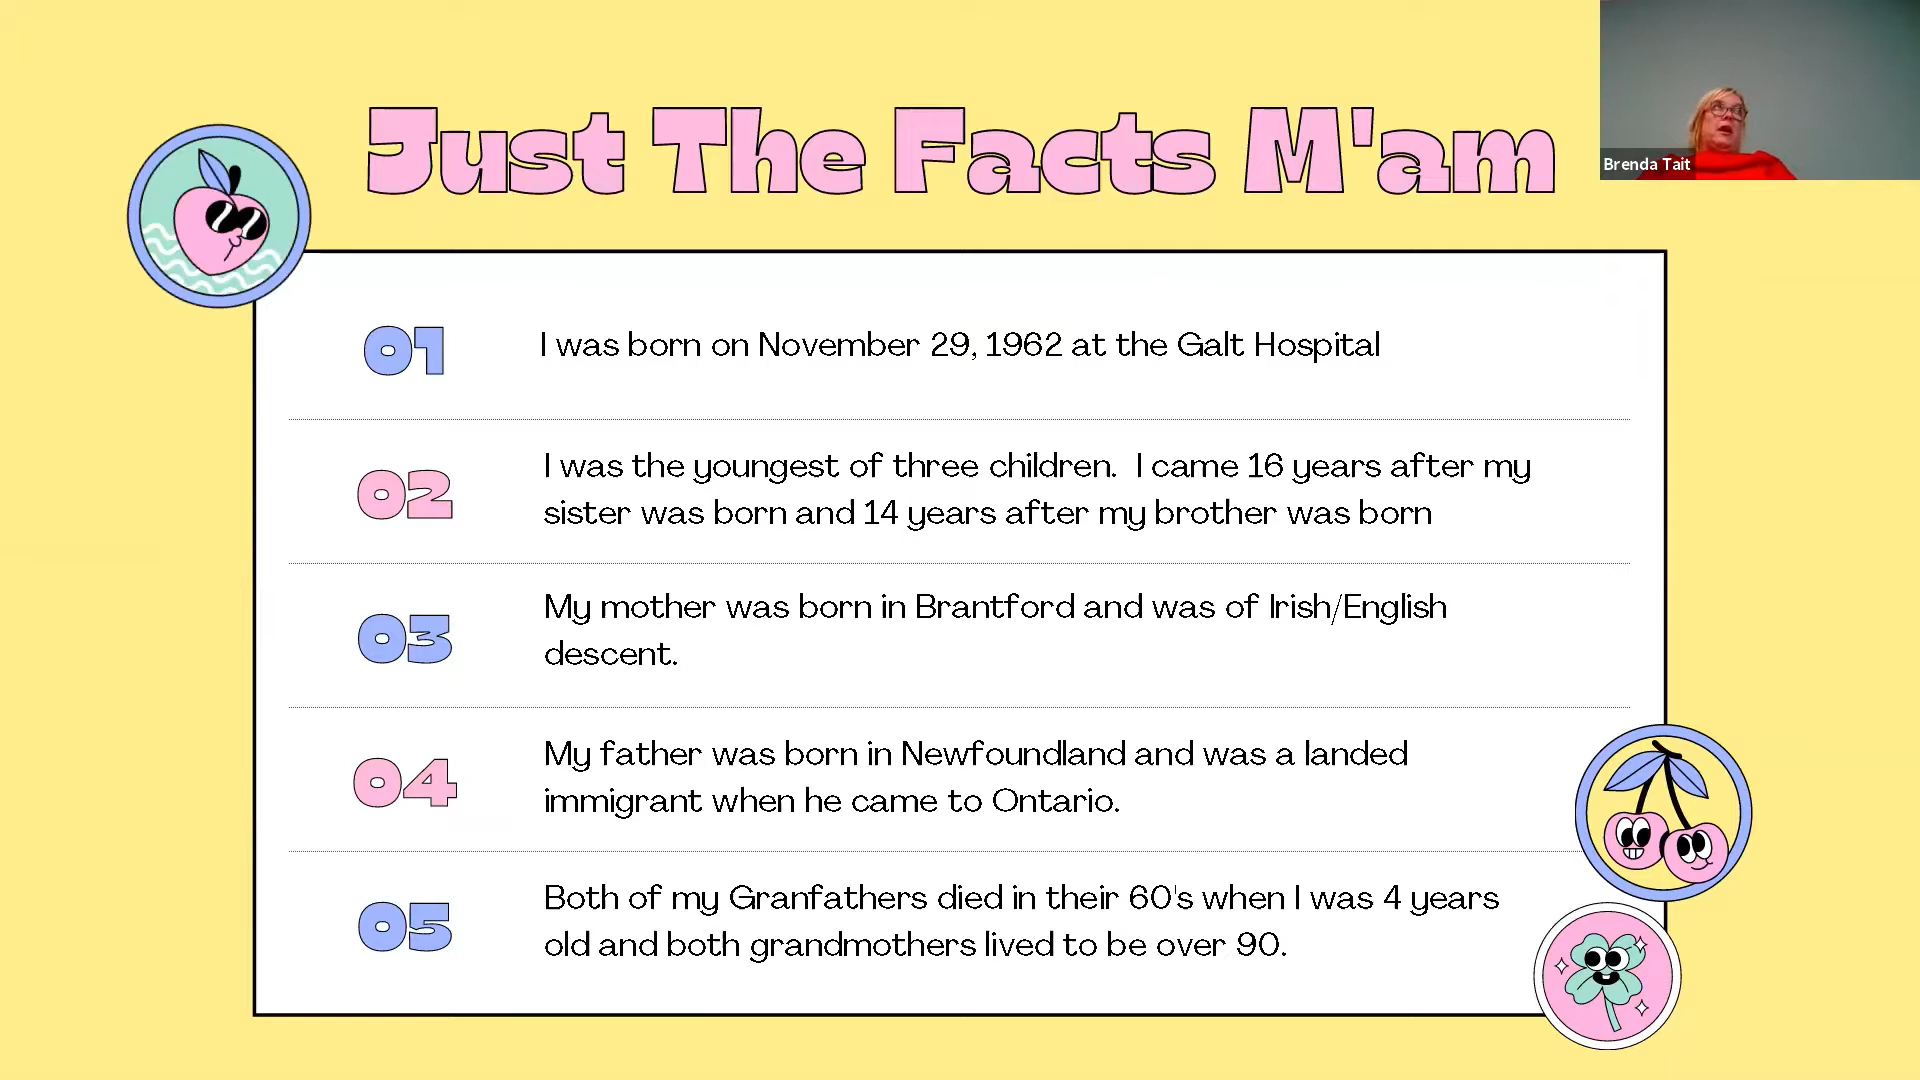 Just The Facts M'am
Brenda Tait
01
I was born on November 29, 1962 at the Galt Hospital
02
I was the youngest of three children.  I came 16 years after my
sister was born and 14 years after my brother was born
03
My mother was born in Brantford and was of Irish/English
descent.
04
My father was born in Newfoundland and was a landed
immigrant when he came to Ontario.
05
Both of my Granfathers died in their 60's when I was 4 years
old and both grandmothers lived to be over 90.